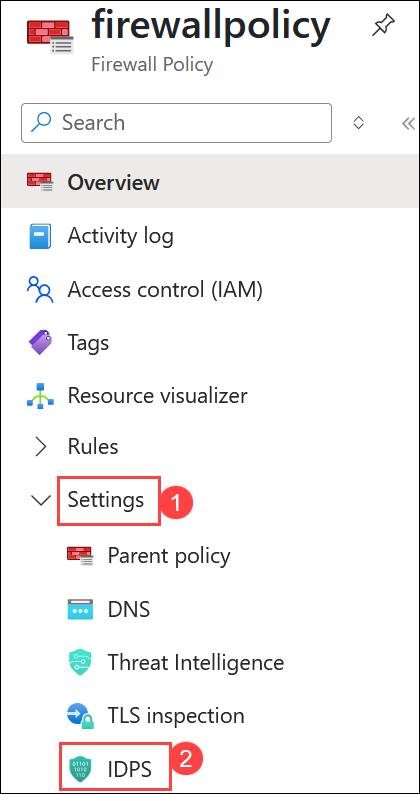 firewallpolicy
Firewall Policy
Search
Overview
Activity log
Access control (IAM)
Tags
Resource visualizer
Rules
Settings 1
Parent policy
DNS
Threat Intelligence
TLS inspection
IDPS 2